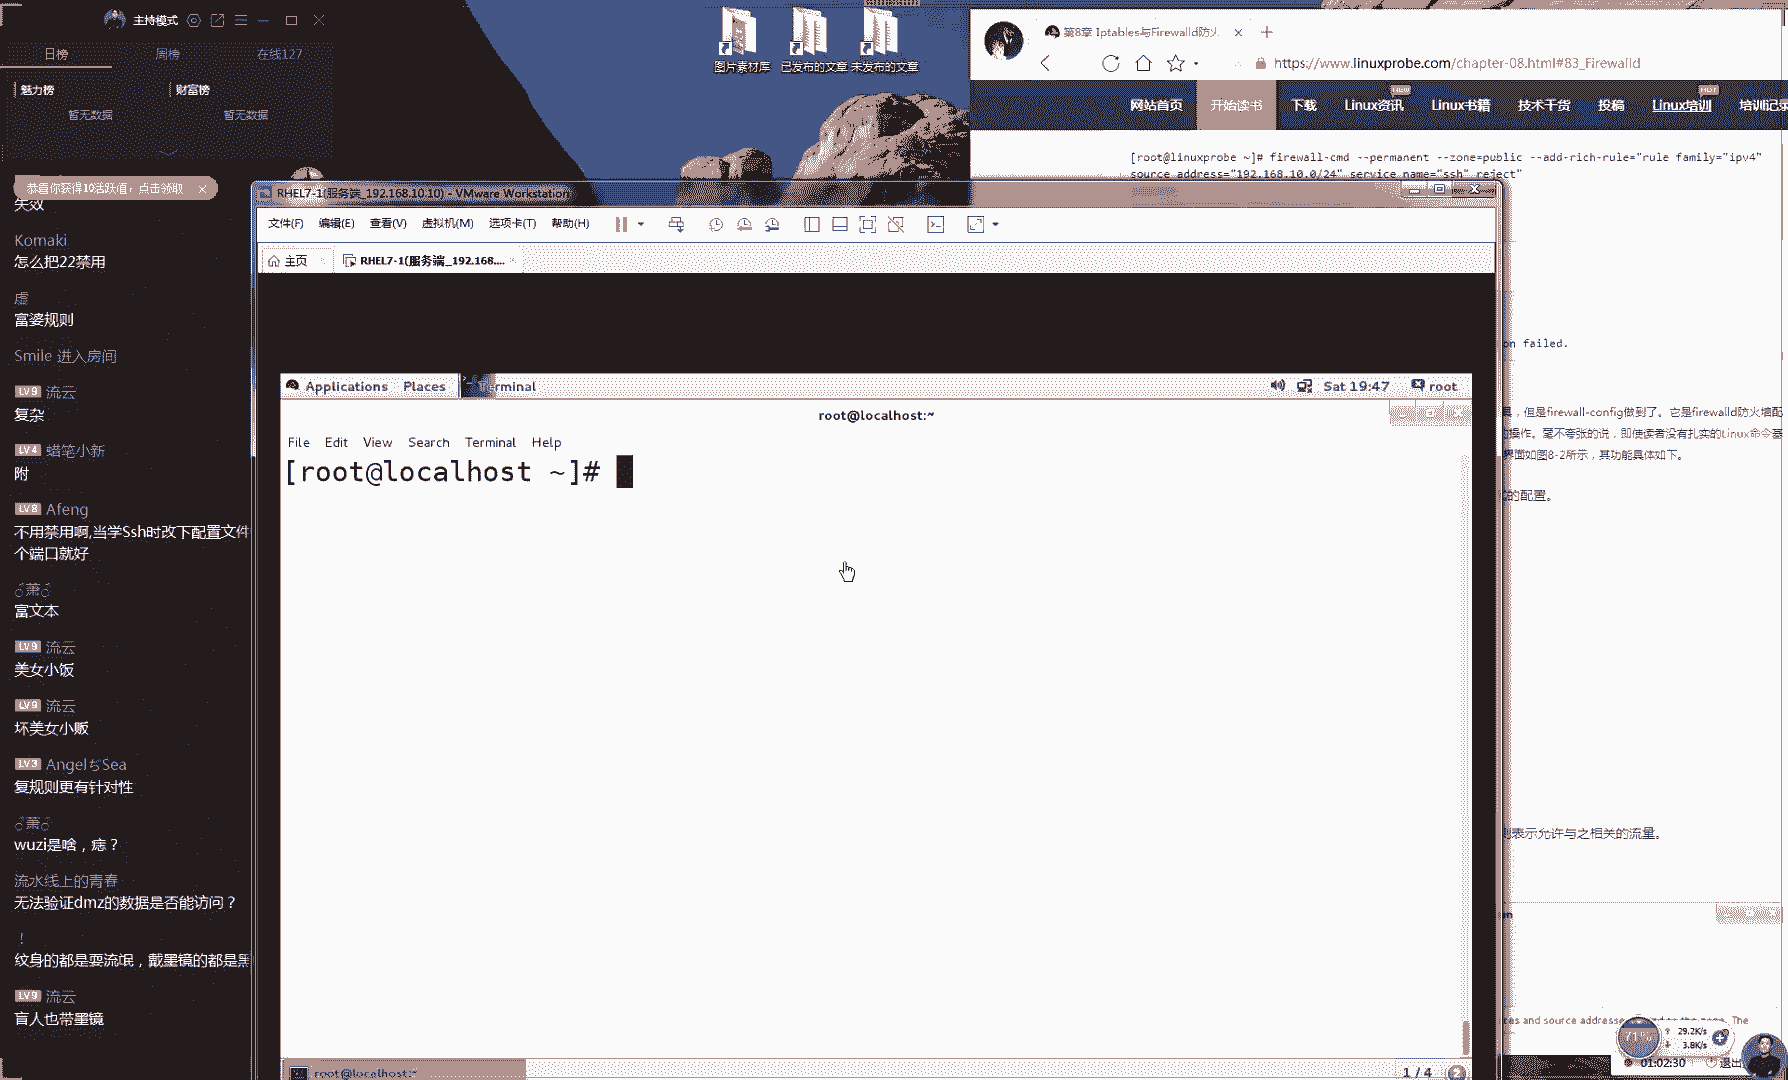 主持模式
日榜 周榜 在线127
魅力榜 财富榜
暂无数据 暂无数据
恭喜你获得10活跃值，点击领取
失效
Komaki
怎么把22禁用
虚
富婆规则
Smile 进入房间
LV9 流云
复杂
LV4 蜡笔小新
附
LV8 Afeng
不用禁用啊,当学Ssh时改下配置文件
个端口就好
萧
富文本
LV9 流云
美女小饭
LV9 流云
坏美女小贩
LV3 AngelぢSea
复规则更有针对性
萧
wuzi是啥，痣？
流水线上的青春
无法验证dmz的数据是否能访问？
！
纹身的都是耍流氓，戴墨镜的都是黑
LV9 流云
盲人也带墨镜
图片素材库 已发布的文章 未发布的文章
第8章 Iptables与Firewalld防火
https://www.linuxprobe.com/chapter-08.html#83_Firewalld
NEW HOT
网站首页 开始读书 下载 Linux资讯 Linux书籍 技术干货 投稿 Linux培训 培训记录
[root@linuxprobe ~]# firewall-cmd --permanent --zone=public --add-rich-rule="rule family="ipv4"
source address="192.168.10.0/24" service name="ssh" reject"
RHEL7-1(服务端_192.168.10.10) - VMware Workstation
文件(F) 编辑(E) 查看(V) 虚拟机(M) 选项卡(T) 帮助(H)
主页 RHEL7-1(服务端_192.168....
on failed.
Applications Places Terminal Sat 19:47 root
root@localhost:~
File Edit View Search Terminal Help
[root@localhost ~]#
，但是firewall-config做到了。它是firewalld防火墙配
的操作。毫不夸张的说，即使读者没有扎实的Linux命令基
界面如图8-2所示，其功能具体如下。
的配置。
则表示允许与之相关的流量。
and source addresse
the zone. The
71% 29.2K/s
3.8K/s
01:02:30 退出
root@localhost:~ 1 / 4